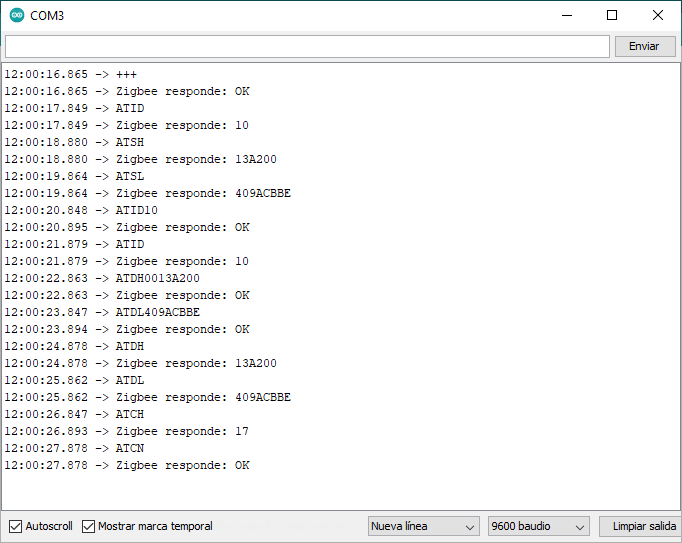 COM3
Enviar
12:00:16.865 -> +++
12:00:16.865 -> Zigbee responde: OK
12:00:17.849 -> ATID
12:00:17.849 -> Zigbee responde: 10
12:00:18.880 -> ATSH
12:00:18.880 -> Zigbee responde: 13A200
12:00:19.864 -> ATSL
12:00:19.864 -> Zigbee responde: 409ACBBE
12:00:20.848 -> ATID10
12:00:20.895 -> Zigbee responde: OK
12:00:21.879 -> ATID
12:00:21.879 -> Zigbee responde: 10
12:00:22.863 -> ATDH0013A200
12:00:22.863 -> Zigbee responde: OK
12:00:23.847 -> ATDL409ACBBE
12:00:23.894 -> Zigbee responde: OK
12:00:24.878 -> ATDH
12:00:24.878 -> Zigbee responde: 13A200
12:00:25.862 -> ATDL
12:00:25.862 -> Zigbee responde: 409ACBBE
12:00:26.847 -> ATCH
12:00:26.893 -> Zigbee responde: 17
12:00:27.878 -> ATCN
12:00:27.878 -> Zigbee responde: OK
Autoscroll Mostrar marca temporal Nueva línea 9600 baudio Limpiar salida